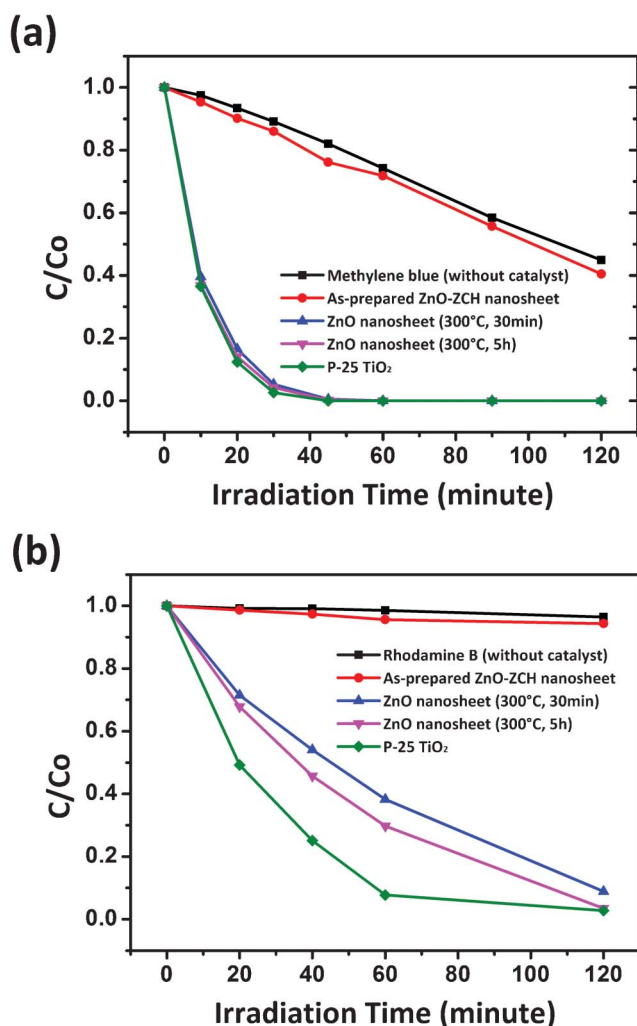 (a)
1.0
0.8
0.6
0.4
0.2
0.0
C/Co
Methylene blue (without catalyst)
As-prepared ZnO-ZCH nanosheet
ZnO nanosheet (300°C, 30min)
ZnO nanosheet (300°C, 5h)
P-25 TiO₂
0 20 40 60 80 100 120
Irradiation Time (minute)
(b)
1.0
0.8
0.6
0.4
0.2
0.0
C/Co
Rhodamine B (without catalyst)
As-prepared ZnO-ZCH nanosheet
ZnO nanosheet (300°C, 30min)
ZnO nanosheet (300°C, 5h)
P-25 TiO₂
0 20 40 60 80 100 120
Irradiation Time (minute)